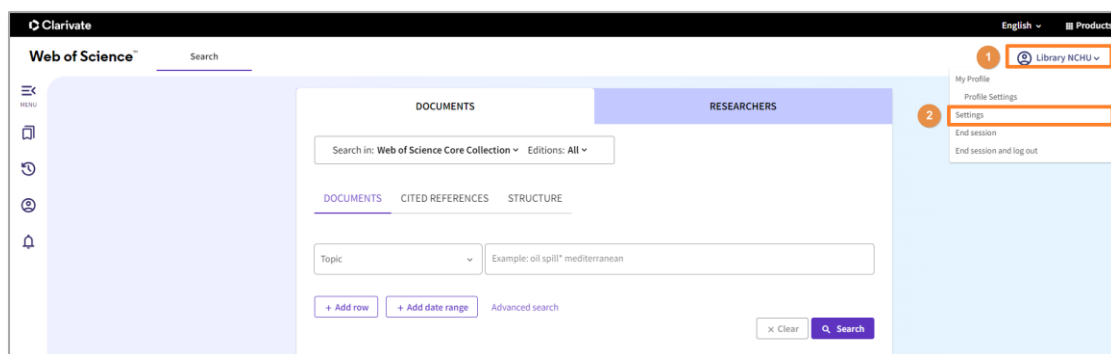 Clarivate
English
Products
Web of Science™
Search
1
Library NCHU
MENU
My Profile
Profile Settings
2
Settings
End session
End session and log out
DOCUMENTS
RESEARCHERS
Search in: Web of Science Core Collection Editions: All
DOCUMENTS
CITED REFERENCES
STRUCTURE
Topic
Example: oil spill* mediterranean
+ Add row
+ Add date range
Advanced search
× Clear
Search